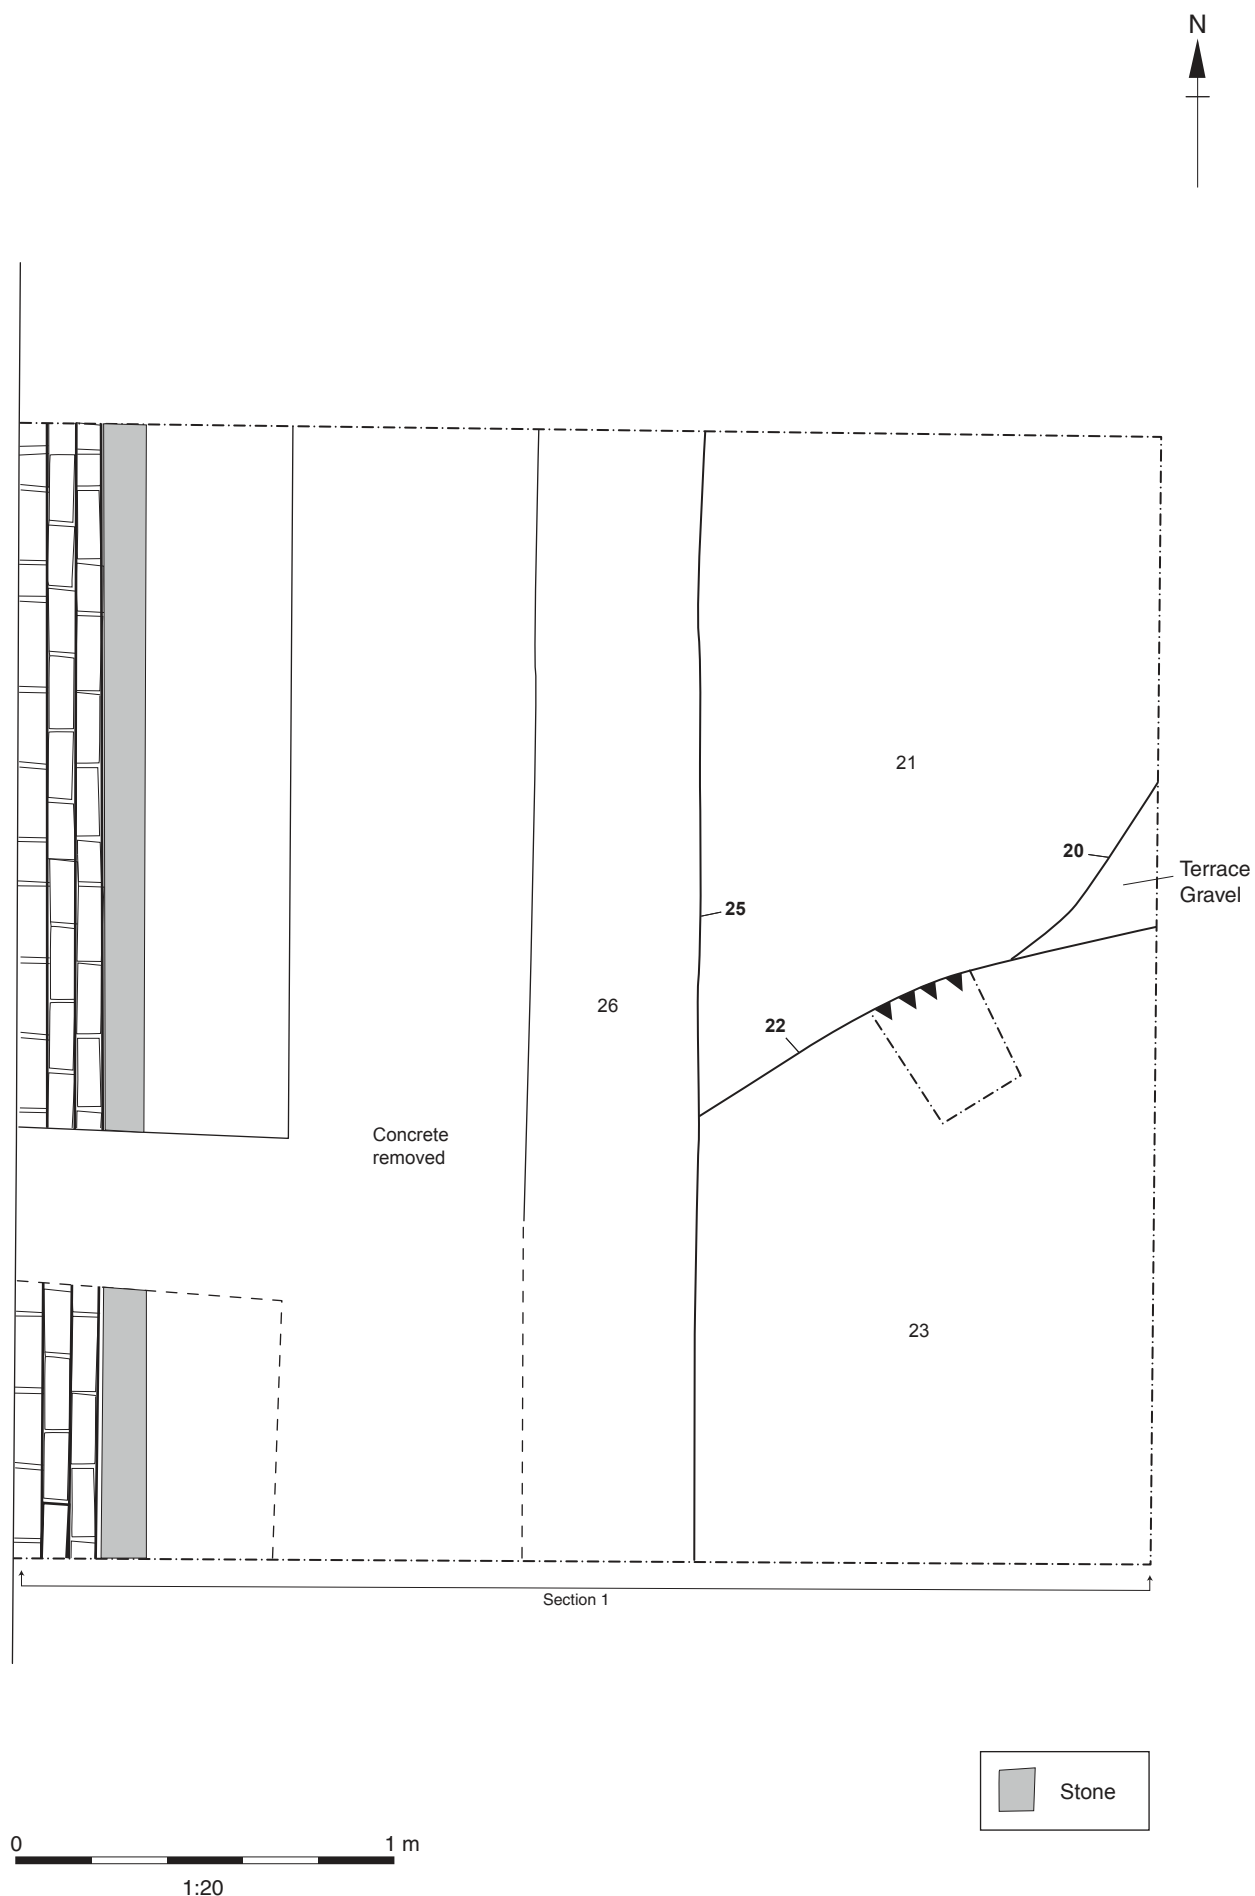 N
21
20
Terrace
Gravel
25
26
22
Concrete
removed
23
Section 1
Stone
0 1 m
1:20